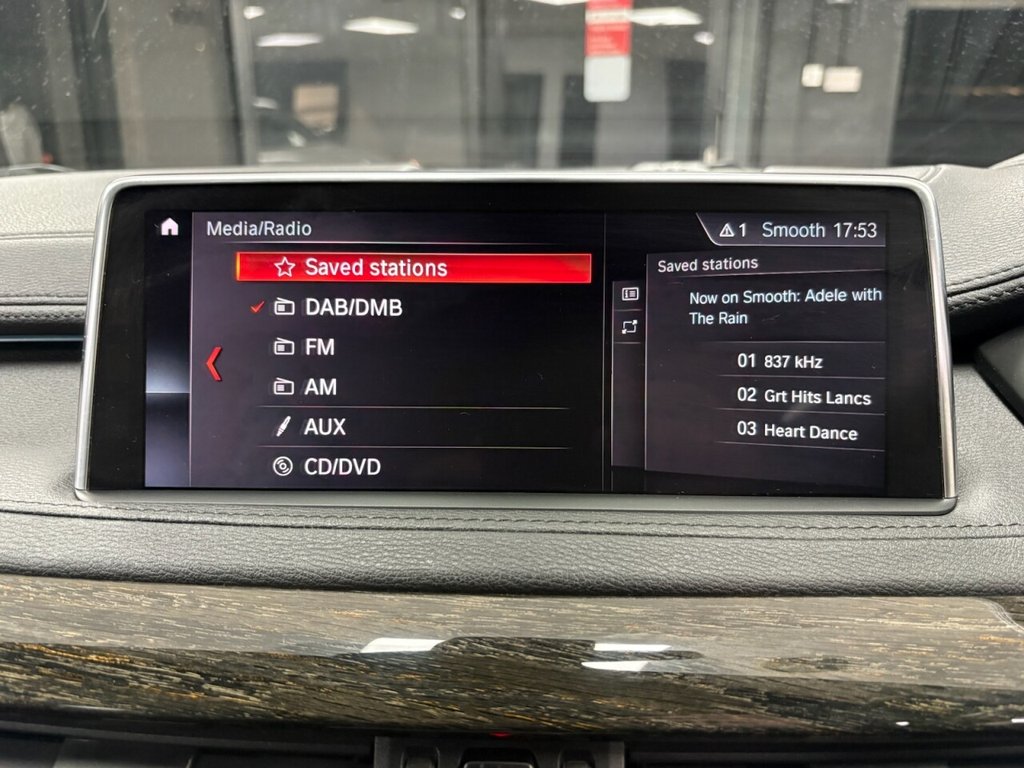 Media/Radio
1 Smooth 17:53
Saved stations
DAB/DMB
FM
AM
AUX
CD/DVD
Saved stations
Now on Smooth: Adele with
The Rain
01 837 kHz
02 Grt Hits Lancs
03 Heart Dance